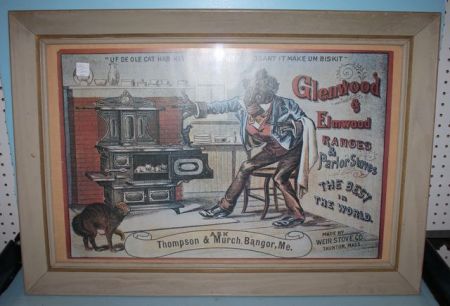 "UF DE OLE CAT HAB KIT
SANT IT MAKE UM BISKIT"
Glenwood
&
Elmwood
RANGES
&
Parlor Stoves
THE BEST
IN THE WORLD.
MADE BY
WEIR STOVE CO
TAUNTON, MASS.
ASK
Thompson & Murch, Bangor, Me.